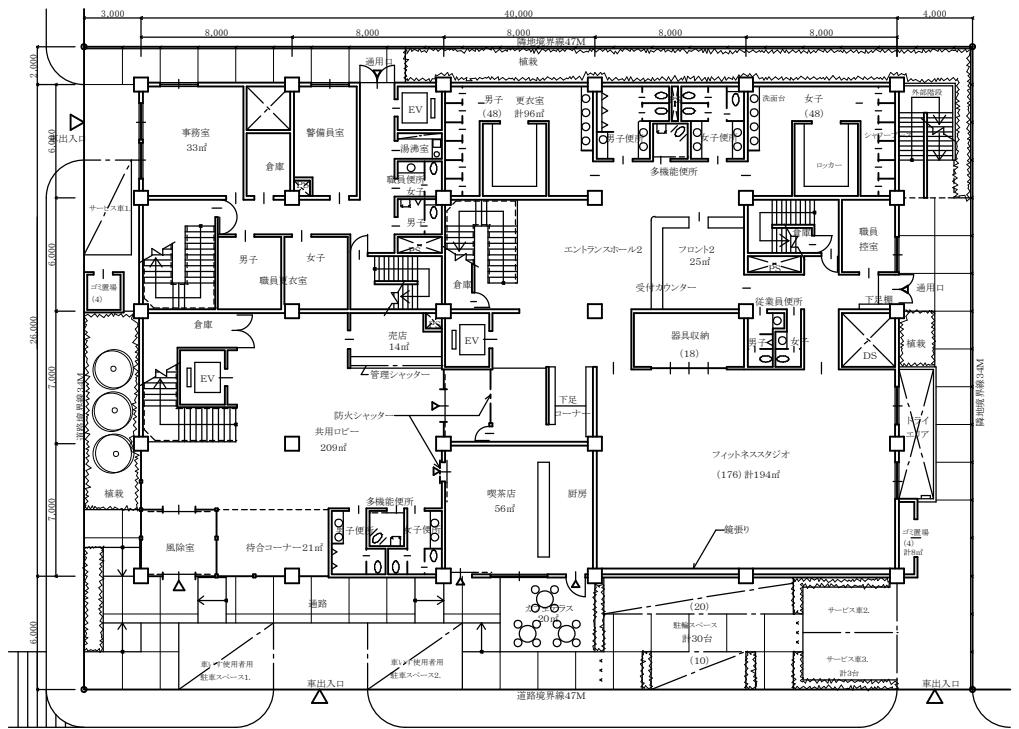 3,000
40,000
4,000
8,000
8,000
8,000
8,000
8,000
隣地境界線47M
2,000
通用口
植栽
6,000
車出入口
事務室
33㎡
倉庫
警備員室
EV
湯沸室
職員便所
女子
男子
PS
男子
(48)
更衣室
計96㎡
男子便所
女子便所
多機能便所
洗面台
女子
(48)
ロッカー
シャワーブース
外部階段
サービス車1.
6,000
ゴミ置場
(4)
男子
女子
職員更衣室
倉庫
エントランスホール2
フロント2
25㎡
受付カウンター
倉庫
PS
職員
控室
通用口
下足棚
26,000
倉庫
売店
14㎡
管理シャッター
EV
EV
器具収納
(18)
従業員便所
男子
女子
DS
植栽
7,000
道路境界線34M
隣地境界線34M
防火シャッター
共用ロビー
209㎡
下足
コーナー
ドライ
エリア
フィットネススタジオ
(176)計194㎡
7,000
植栽
喫茶店
56㎡
厨房
多機能便所
男子便所
女子便所
風除室
待合コーナー21㎡
鏡張り
ゴミ置場
(4)
計8㎡
通路
カフェテラス
20㎡
(20)
駐輪スペース
計30台
(10)
サービス車2.
サービス車3.
計3台
6,000
車いす使用者用
駐車スペース1.
車いす使用者用
駐車スペース2.
車出入口
道路境界線47M
車出入口